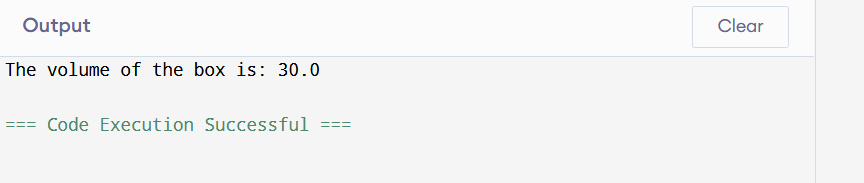 Output
Clear
The volume of the box is: 30.0
=== Code Execution Successful ===